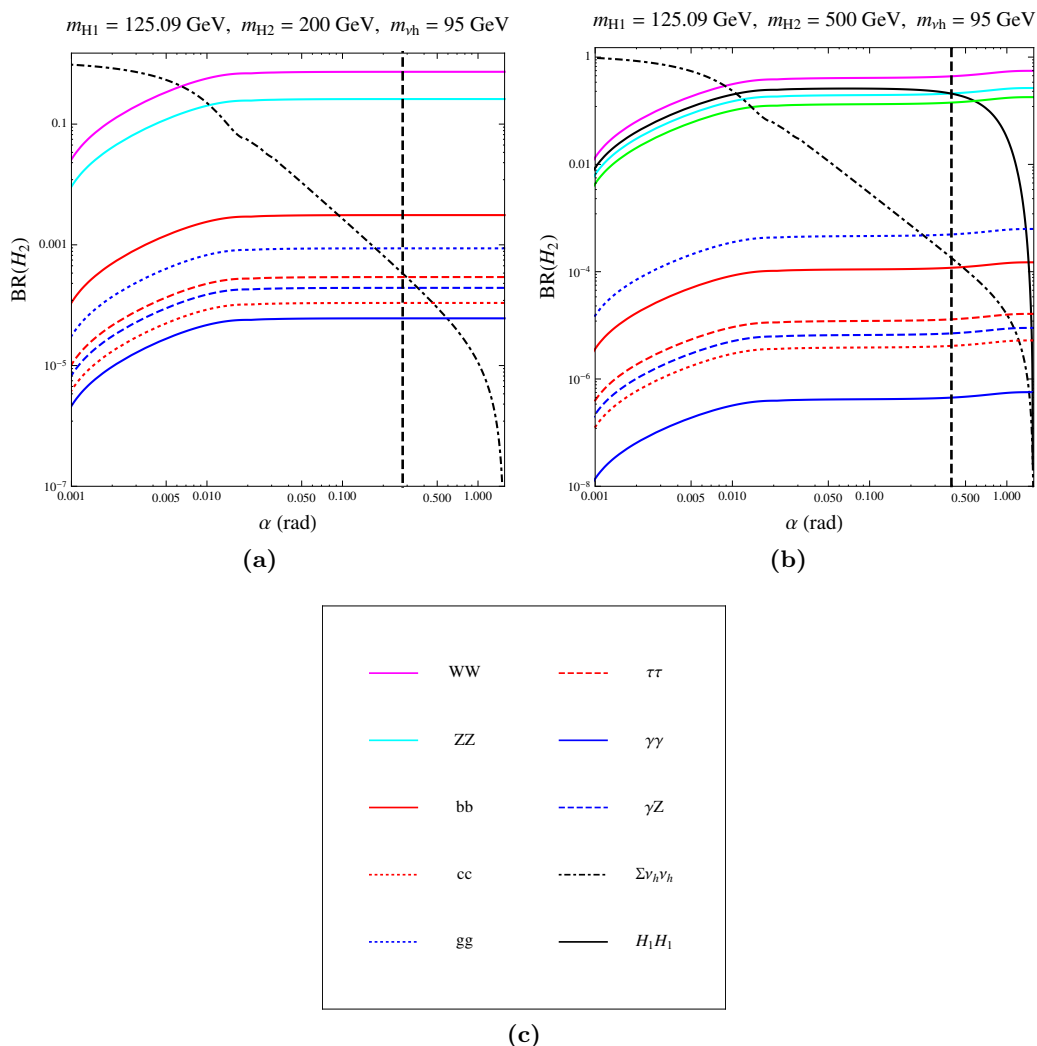 m_H1 = 125.09 GeV, m_H2 = 200 GeV, m_νh = 95 GeV
BR(H₂)
0.1
0.001
10⁻⁵
10⁻⁷
0.001 0.005 0.010 0.050 0.100 0.500 1.000
α (rad)
(a)
m_H1 = 125.09 GeV, m_H2 = 500 GeV, m_νh = 95 GeV
BR(H₂)
1
0.01
10⁻⁴
10⁻⁶
10⁻⁸
0.001 0.005 0.010 0.050 0.100 0.500 1.000
α (rad)
(b)
WW ττ
ZZ γγ
bb γZ
cc Σν_hν_h
gg H₁H₁
(c)